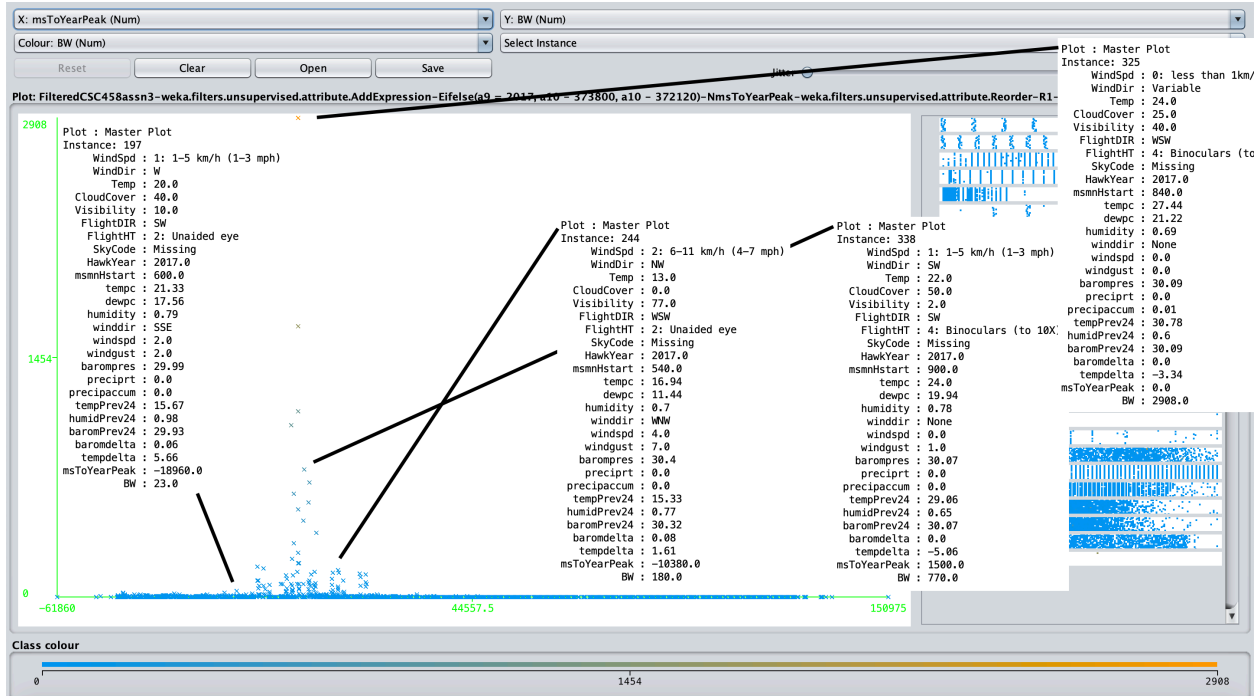 X: msToYearPeak (Num)
Y: BW (Num)
Colour: BW (Num)
Select Instance
Reset
Clear
Open
Save
Jitter
Plot: FilteredCSC458assn3-weka.filters.unsupervised.attribute.AddExpression-Eifelse(a9 = 2017, a10 - 373800, a10 - 372120)-NmsToYearPeak-weka.filters.unsupervised.attribute.Reorder-R1-
2908
1454
0
-61860
44557.5
150975
Plot : Master Plot
Instance: 197
WindSpd : 1: 1-5 km/h (1-3 mph)
WindDir : W
Temp : 20.0
CloudCover : 40.0
Visibility : 10.0
FlightDIR : SW
FlightHT : 2: Unaided eye
SkyCode : Missing
HawkYear : 2017.0
msmnHstart : 600.0
tempc : 21.33
dewpc : 17.56
humidity : 0.79
winddir : SSE
windspd : 2.0
windgust : 2.0
barompres : 29.99
preciprt : 0.0
precipaccum : 0.0
tempPrev24 : 15.67
humidPrev24 : 0.98
baromPrev24 : 29.93
baromdelta : 0.06
tempdelta : 5.66
msToYearPeak : -18960.0
BW : 23.0
Plot : Master Plot
Instance: 244
WindSpd : 2: 6-11 km/h (4-7 mph)
WindDir : NW
Temp : 13.0
CloudCover : 0.0
Visibility : 77.0
FlightDIR : WSW
FlightHT : 2: Unaided eye
SkyCode : Missing
HawkYear : 2017.0
msmnHstart : 540.0
tempc : 16.94
dewpc : 11.44
humidity : 0.7
winddir : WNW
windspd : 4.0
windgust : 7.0
barompres : 30.4
preciprt : 0.0
precipaccum : 0.0
tempPrev24 : 15.33
humidPrev24 : 0.77
baromPrev24 : 30.32
baromdelta : 0.08
tempdelta : 1.61
msToYearPeak : -10380.0
BW : 180.0
Plot : Master Plot
Instance: 338
WindSpd : 1: 1-5 km/h (1-3 mph)
WindDir : SW
Temp : 22.0
CloudCover : 50.0
Visibility : 2.0
FlightDIR : SW
FlightHT : 4: Binoculars (to 10X)
SkyCode : Missing
HawkYear : 2017.0
msmnHstart : 900.0
tempc : 24.0
dewpc : 19.94
humidity : 0.78
winddir : None
windspd : 0.0
windgust : 1.0
barompres : 30.07
preciprt : 0.0
precipaccum : 0.0
tempPrev24 : 29.06
humidPrev24 : 0.65
baromPrev24 : 30.07
baromdelta : 0.0
tempdelta : -5.06
msToYearPeak : 1500.0
BW : 770.0
Plot : Master Plot
Instance: 325
WindSpd : 0: less than 1km/
WindDir : Variable
Temp : 24.0
CloudCover : 25.0
Visibility : 40.0
FlightDIR : WSW
FlightHT : 4: Binoculars (to
SkyCode : Missing
HawkYear : 2017.0
msmnHstart : 840.0
tempc : 27.44
dewpc : 21.22
humidity : 0.69
winddir : None
windspd : 0.0
windgust : 0.0
barompres : 30.09
preciprt : 0.0
precipaccum : 0.01
tempPrev24 : 30.78
humidPrev24 : 0.6
baromPrev24 : 30.09
baromdelta : 0.0
tempdelta : -3.34
msToYearPeak : 0.0
BW : 2908.0
Class colour
0
1454
2908